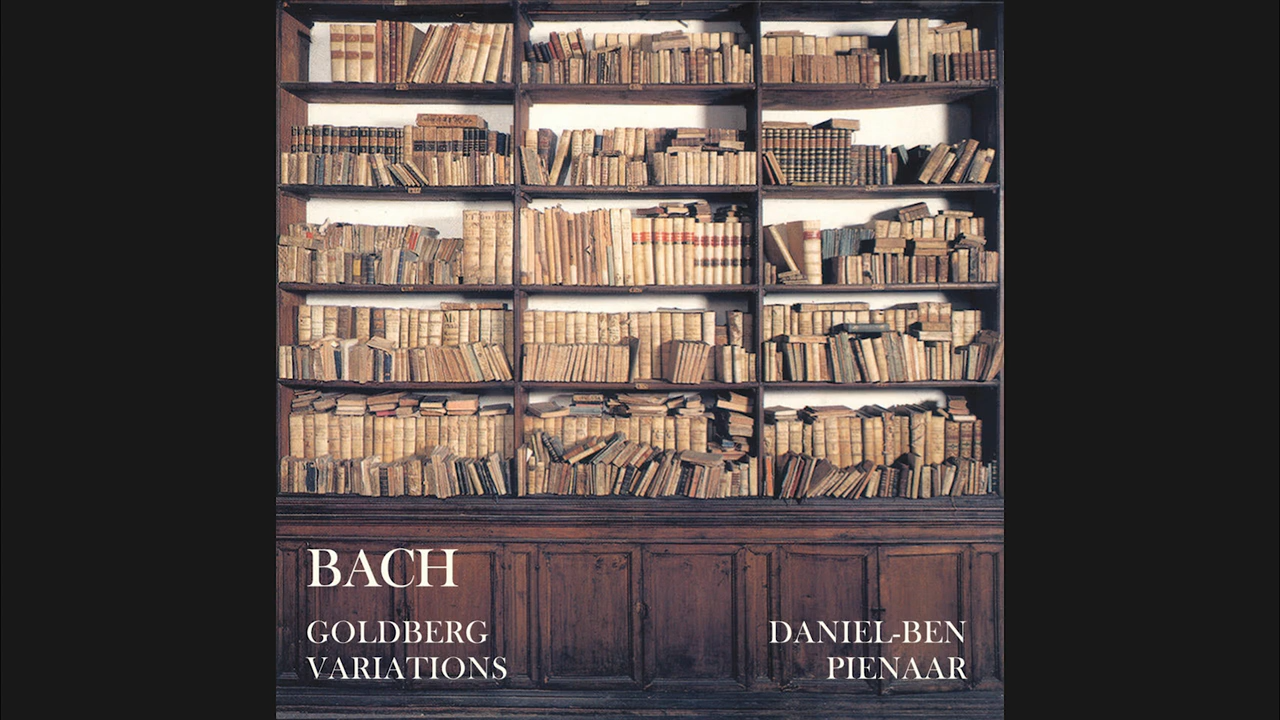 BACH
GOLDBERG
VARIATIONS
DANIEL-BEN
PIENAAR